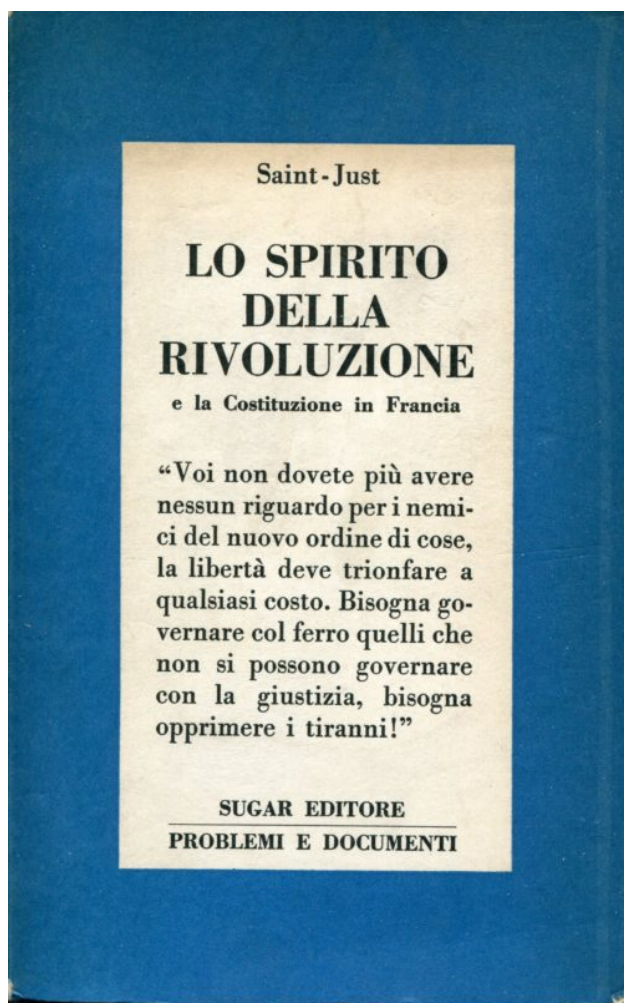 Saint-Just
LO SPIRITO
DELLA
RIVOLUZIONE
e la Costituzione in Francia
“Voi non dovete più avere
nessun riguardo per i nemi-
ci del nuovo ordine di cose,
la libertà deve trionfare a
qualsiasi costo. Bisogna go-
vernare col ferro quelli che
non si possono governare
con la giustizia, bisogna
opprimere i tiranni!”
SUGAR EDITORE
PROBLEMI E DOCUMENTI